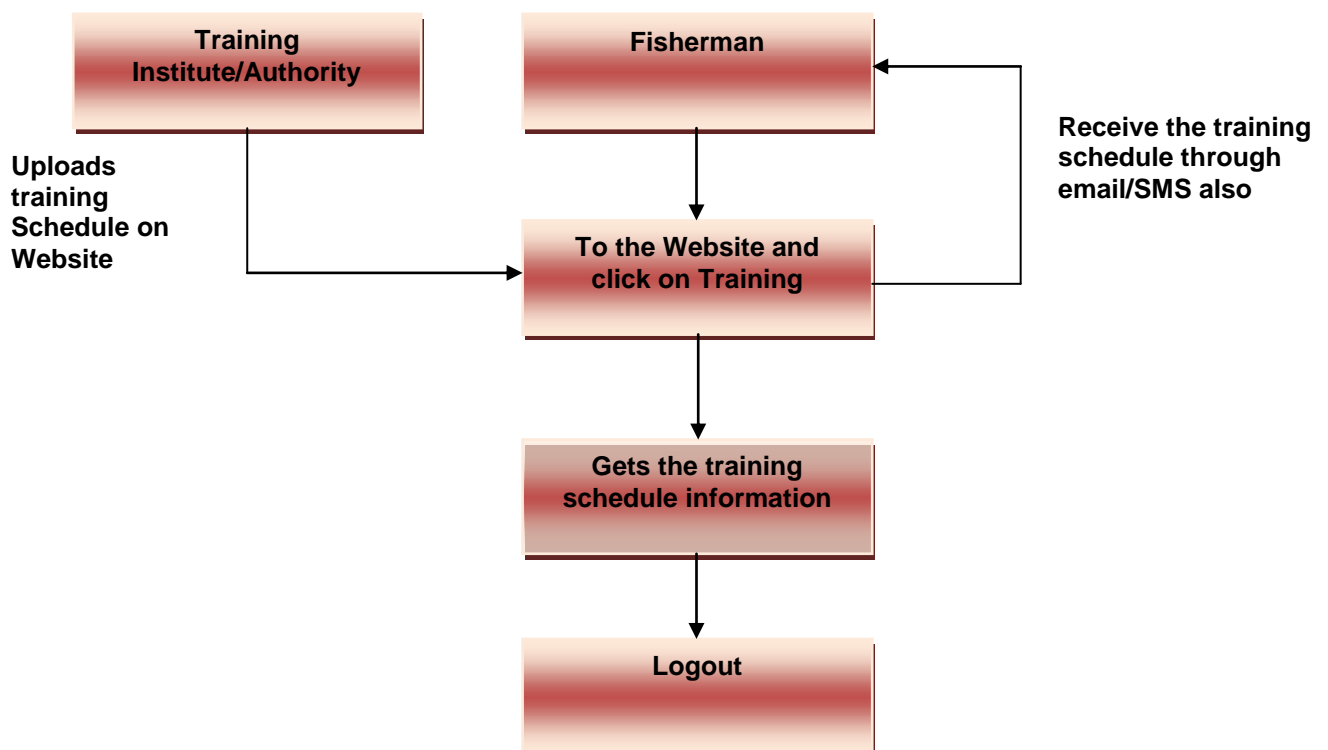 Training
Institute/Authority
Fisherman
Receive the training
schedule through
email/SMS also
Uploads
training
Schedule on
Website
To the Website and
click on Training
Gets the training
schedule information
Logout